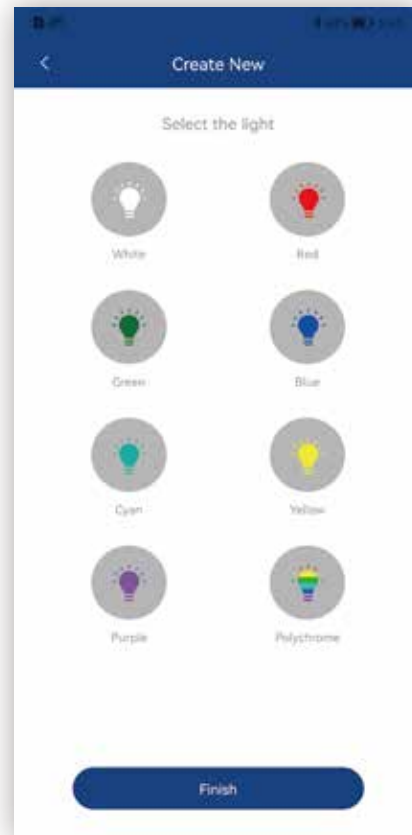 Create New
Select the light
White Red
Green Blue
Cyan Yellow
Purple Polychrome
Finish